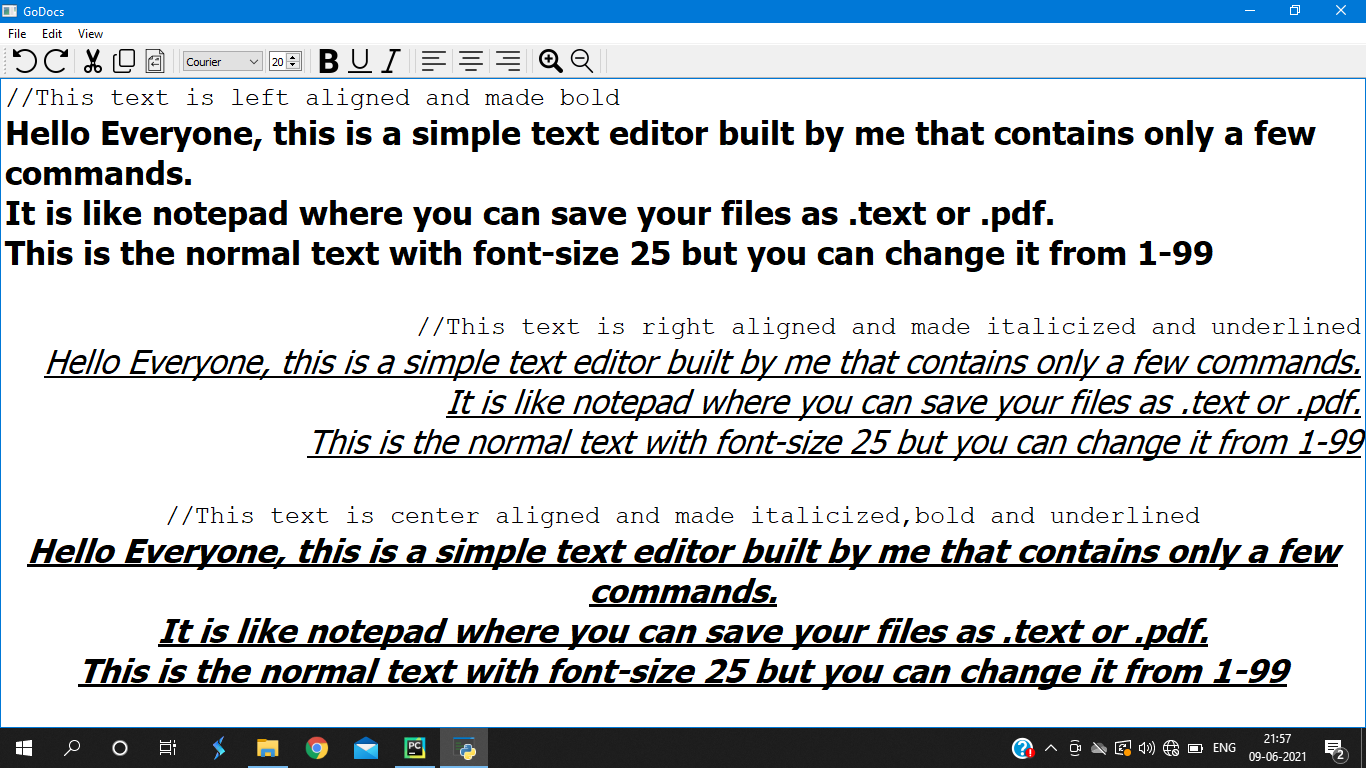 GoDocs
File Edit View
Courier 20 B U I
//This text is left aligned and made bold
Hello Everyone, this is a simple text editor built by me that contains only a few
commands.
It is like notepad where you can save your files as .text or .pdf.
This is the normal text with font-size 25 but you can change it from 1-99
//This text is right aligned and made italicized and underlined
Hello Everyone, this is a simple text editor built by me that contains only a few commands.
It is like notepad where you can save your files as .text or .pdf.
This is the normal text with font-size 25 but you can change it from 1-99
//This text is center aligned and made italicized,bold and underlined
Hello Everyone, this is a simple text editor built by me that contains only a few
commands.
It is like notepad where you can save your files as .text or .pdf.
This is the normal text with font-size 25 but you can change it from 1-99
PC
ENG
21:57
09-06-2021
2